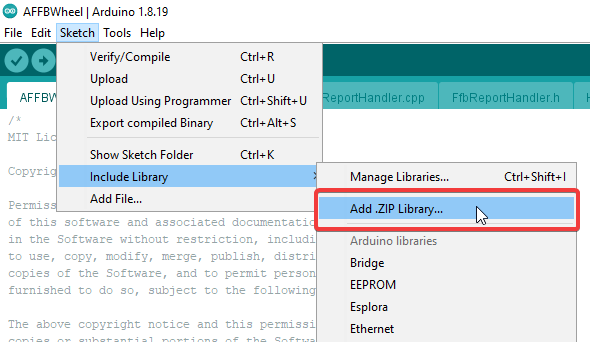 AFFBWheel | Arduino 1.8.19
File Edit Sketch Tools Help
Verify/Compile Ctrl+R
Upload Ctrl+U
Upload Using Programmer Ctrl+Shift+U
Export compiled Binary Ctrl+Alt+S
Show Sketch Folder Ctrl+K
Include Library
Add File...
Manage Libraries... Ctrl+Shift+I
Add .ZIP Library...
Arduino libraries
Bridge
EEPROM
Esplora
Ethernet
AFFBW ReportHandler.cpp FfbReportHandler.h
/*
MIT Lic
Copyrig
Permiss
of this software and associated documentatio
in the Software without restriction, includi
to use, copy, modify, merge, publish, distri
copies of the Software, and to permit person
furnished to do so, subject to the following
The above copyright notice and this permissi
copies or substantial portions of the Softwa